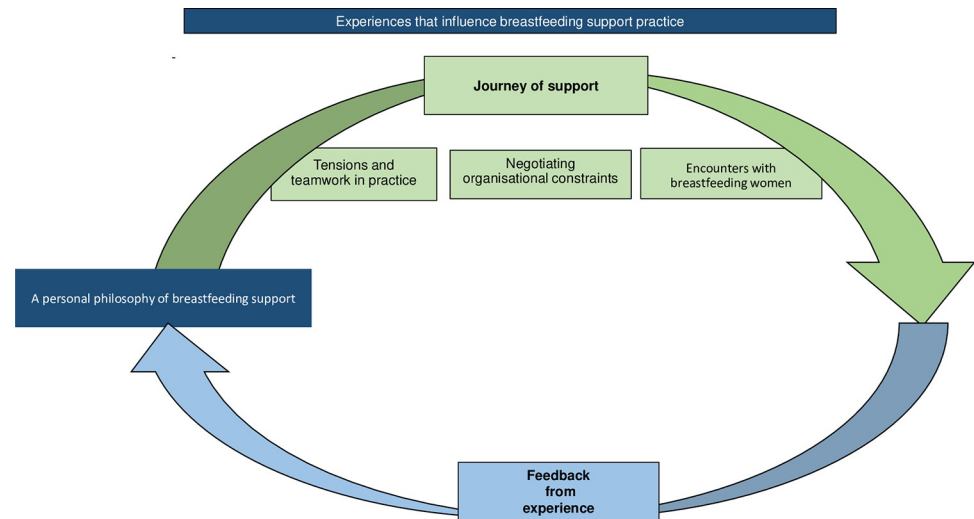 Experiences that influence breastfeeding support practice
-
Journey of support
Tensions and
teamwork in practice
Negotiating
organisational constraints
Encounters with
breastfeeding women
A personal philosophy of breastfeeding support
Feedback
from
experience